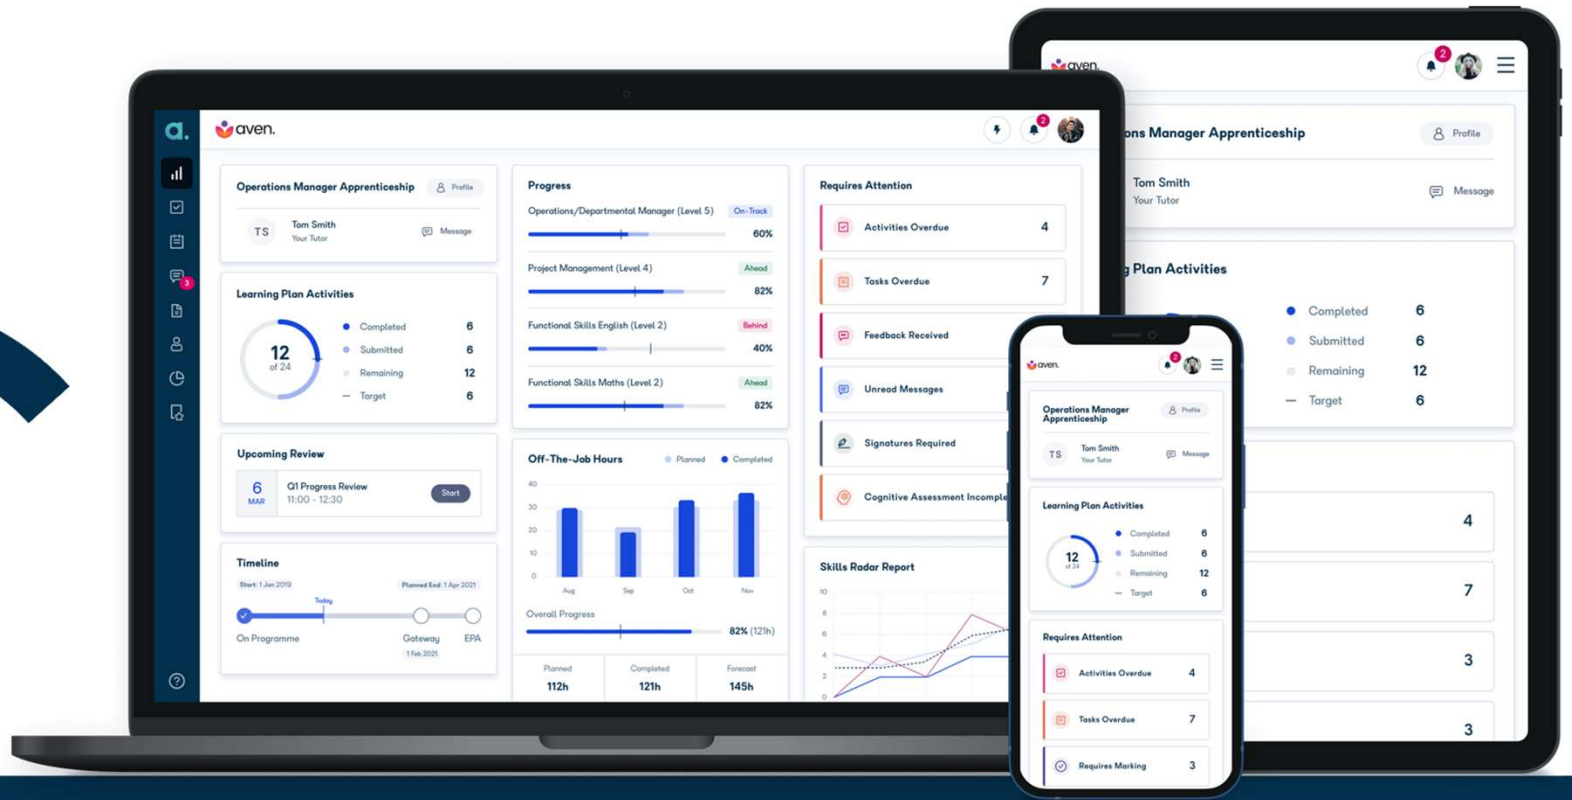 a.
aven.
2
Operations Manager Apprenticeship
Profile
TS
Tom Smith
Your Tutor
Message
Learning Plan Activities
12
of 24
Completed 6
Submitted 6
Remaining 12
Target 6
Upcoming Review
6
MAR
Q1 Progress Review
11:00 - 12:30
Start
Timeline
Start: 1 Jan 2019
Planned End: 1 Apr 2021
Today
On Programme
Gateway
EPA
1 Feb 2021
3
Progress
Operations/Departmental Manager (Level 5) On-Track
60%
Project Management (Level 4) Ahead
82%
Functional Skills English (Level 2) Behind
40%
Functional Skills Maths (Level 2) Ahead
82%
Off-The-Job Hours
Planned
Completed
40
30
20
10
0
Aug Sep Oct Nov
Overall Progress
82% (121h)
Planned Completed Forecast
112h 121h 145h
Requires Attention
Activities Overdue 4
Tasks Overdue 7
Feedback Received
Unread Messages
Signatures Required
Cognitive Assessment Incomple
Skills Radar Report
10
8
6
4
2
0
aven.
2
Operations Manager
Apprenticeship
Profile
TS
Tom Smith
Your Tutor
Message
Learning Plan Activities
12
of 24
Completed 6
Submitted 6
Remaining 12
Target 6
Requires Attention
Activities Overdue 4
Tasks Overdue 7
Requires Marking 3
aven.
2
ons Manager Apprenticeship
Profile
Tom Smith
Your Tutor
Message
g Plan Activities
Completed 6
Submitted 6
Remaining 12
Target 6
4
7
3
3